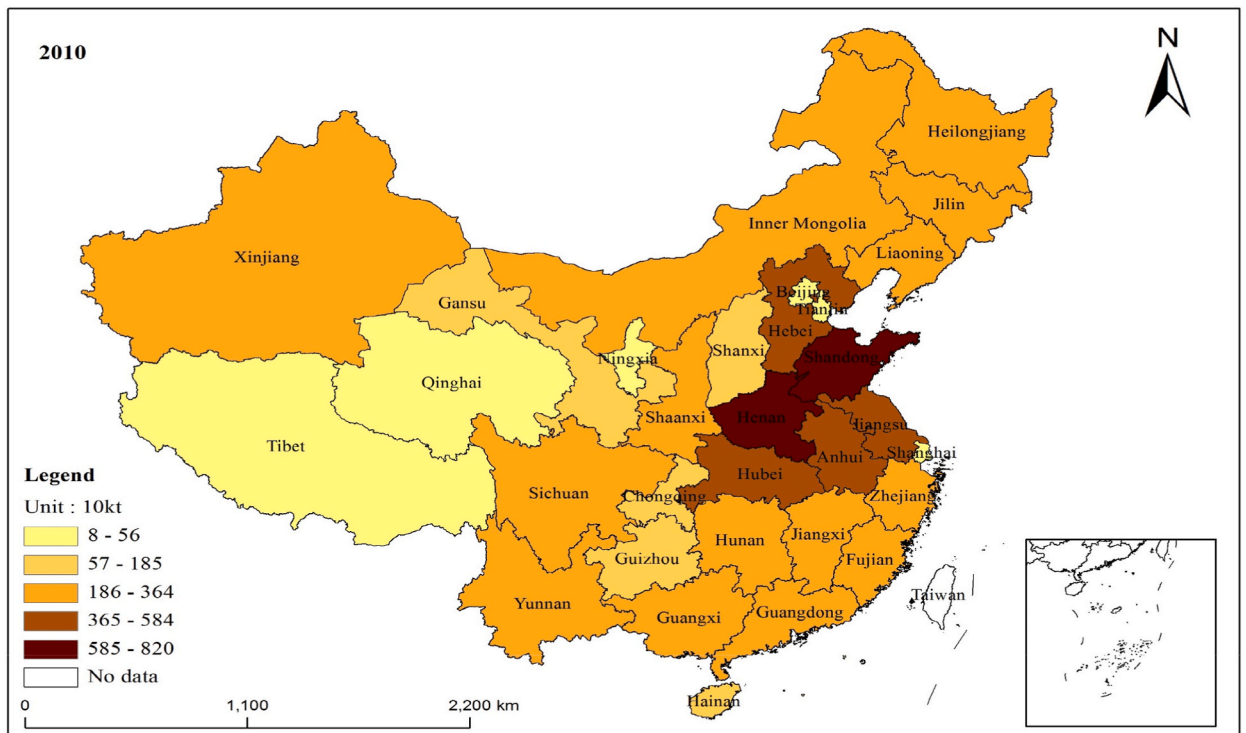 2010
N
Heilongjiang
Jilin
Inner Mongolia
Liaoning
Xinjiang
Gansu
Beijing
Tianjin
Hebei
Shanxi
Shandong
Ningxia
Qinghai
Shaanxi
Henan
Jiangsu
Tibet
Anhui
Shanghai
Hubei
Sichuan
Chongqing
Zhejiang
Hunan
Jiangxi
Guizhou
Fujian
Taiwan
Yunnan
Guangxi
Guangdong
Hainan
Legend
Unit : 10kt
8 - 56
57 - 185
186 - 364
365 - 584
585 - 820
No data
0 1,100 2,200 km